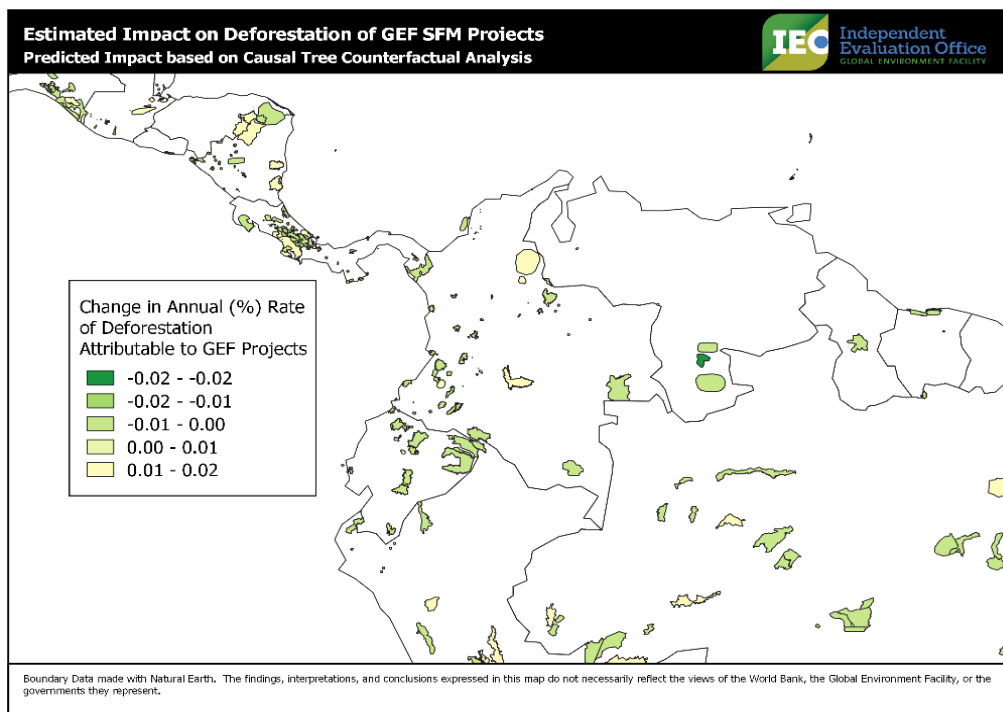 Estimated Impact on Deforestation of GEF SFM Projects
Predicted Impact based on Causal Tree Counterfactual Analysis
IEO
Independent
Evaluation Office
GLOBAL ENVIRONMENT FACILITY
Change in Annual (%) Rate
of Deforestation
Attributable to GEF Projects
-0.02 - -0.02
-0.02 - -0.01
-0.01 - 0.00
0.00 - 0.01
0.01 - 0.02
Boundary Data made with Natural Earth. The findings, interpretations, and conclusions expressed in this map do not necessarily reflect the views of the World Bank, the Global Environment Facility, or the
governments they represent.